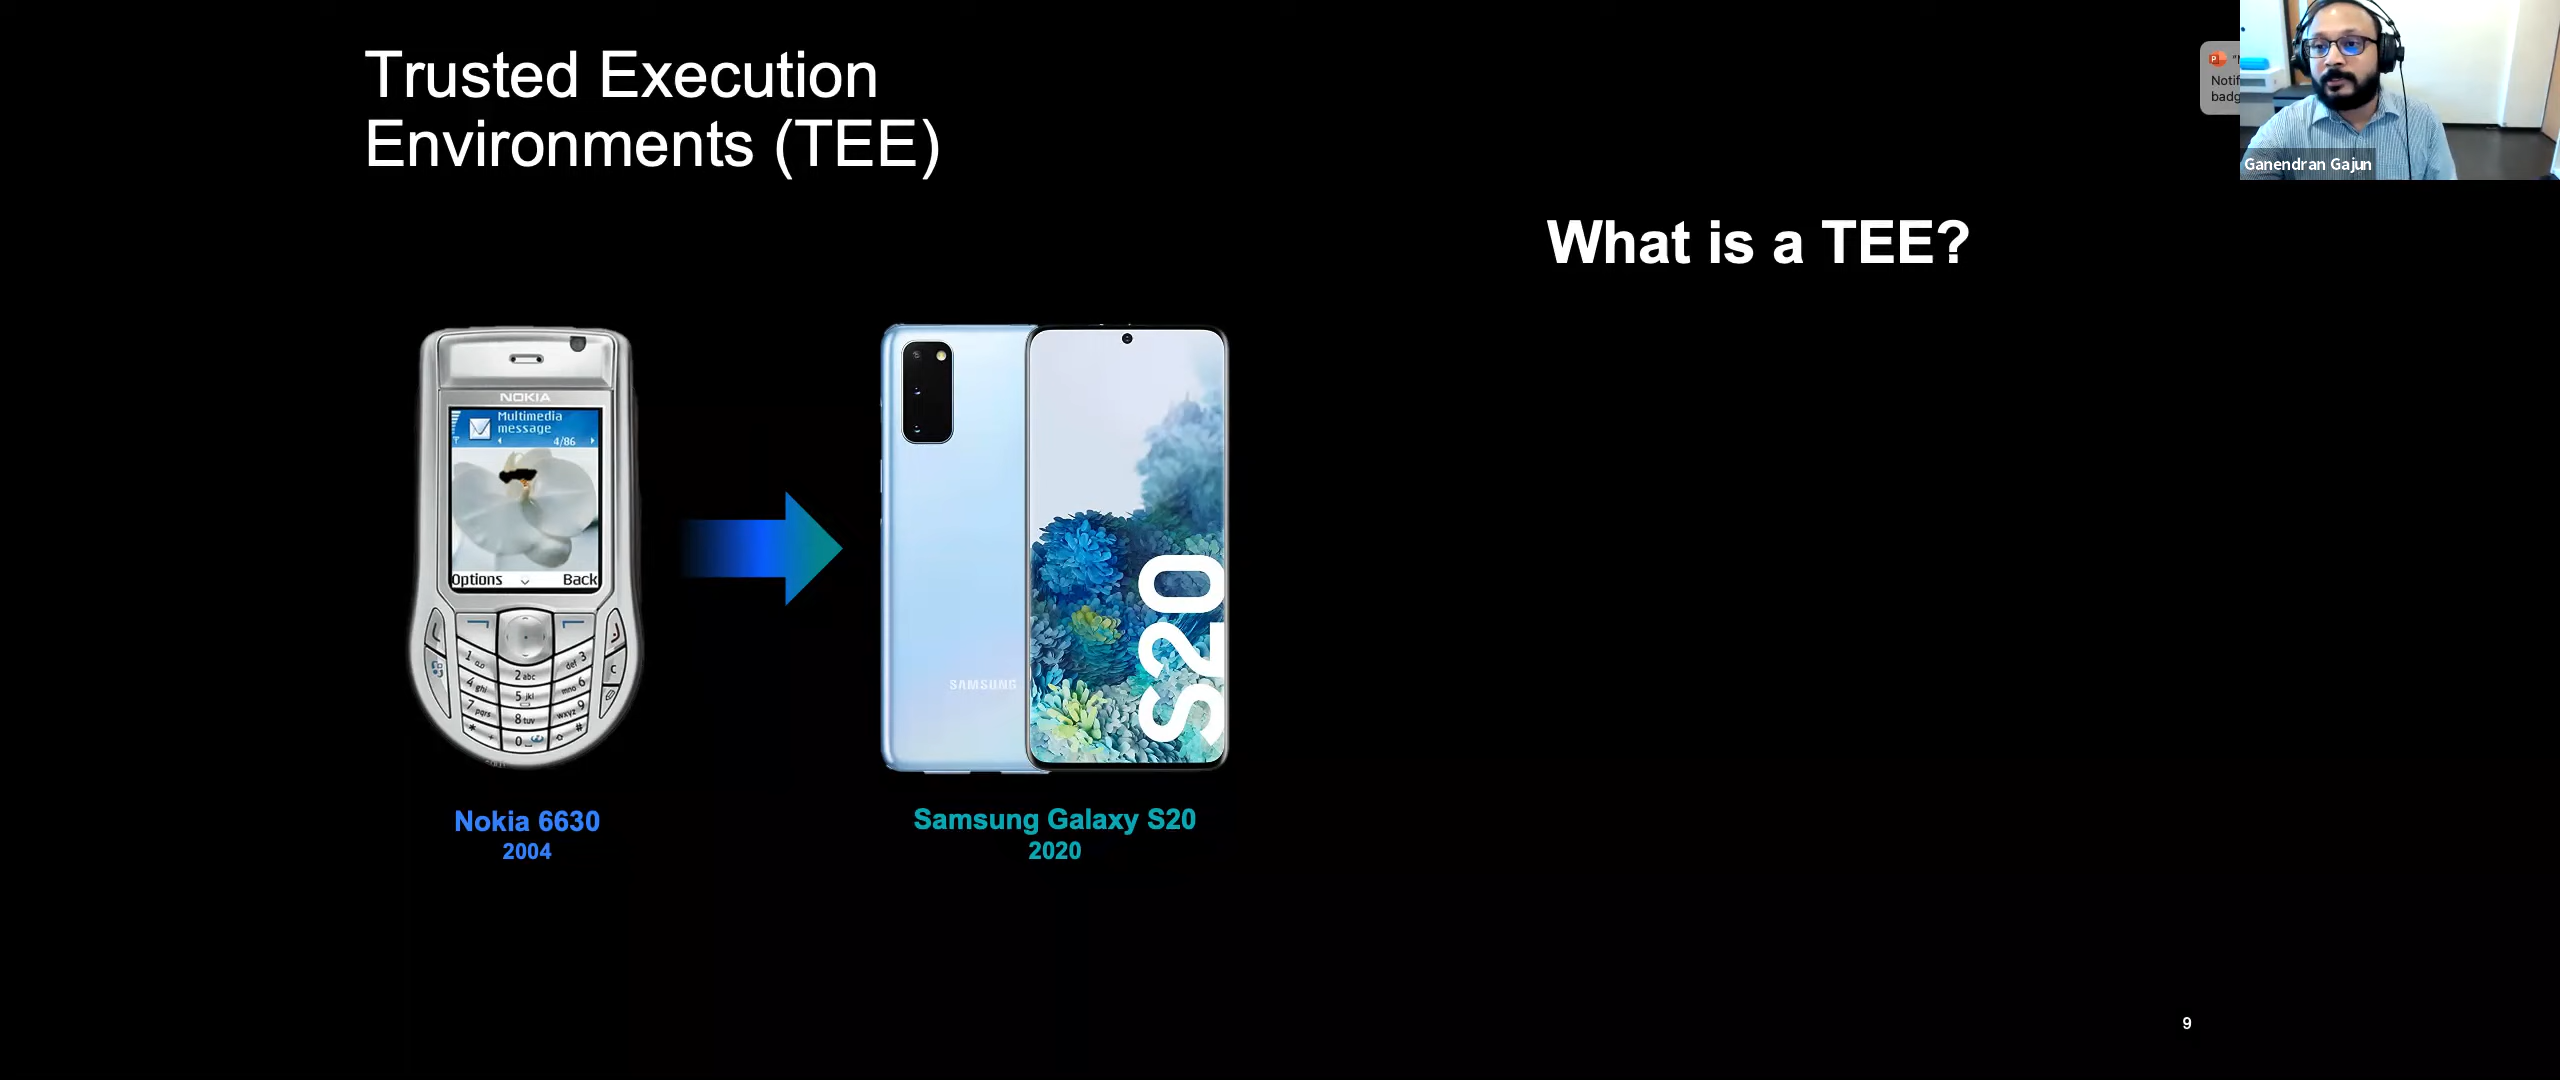 Trusted Execution
Environments (TEE)
Notif
badg
Ganendran Gajun
What is a TEE?
NOKIA
Multimedia
message
4/86
Options
Back
1
2 abc
def 3
4 ghi
5 jkl
mno 6
7 pqrs
8 tuv
wxyz 9
*
0
#
C
SAMSUNG
S20
Nokia 6630
2004
Samsung Galaxy S20
2020
9